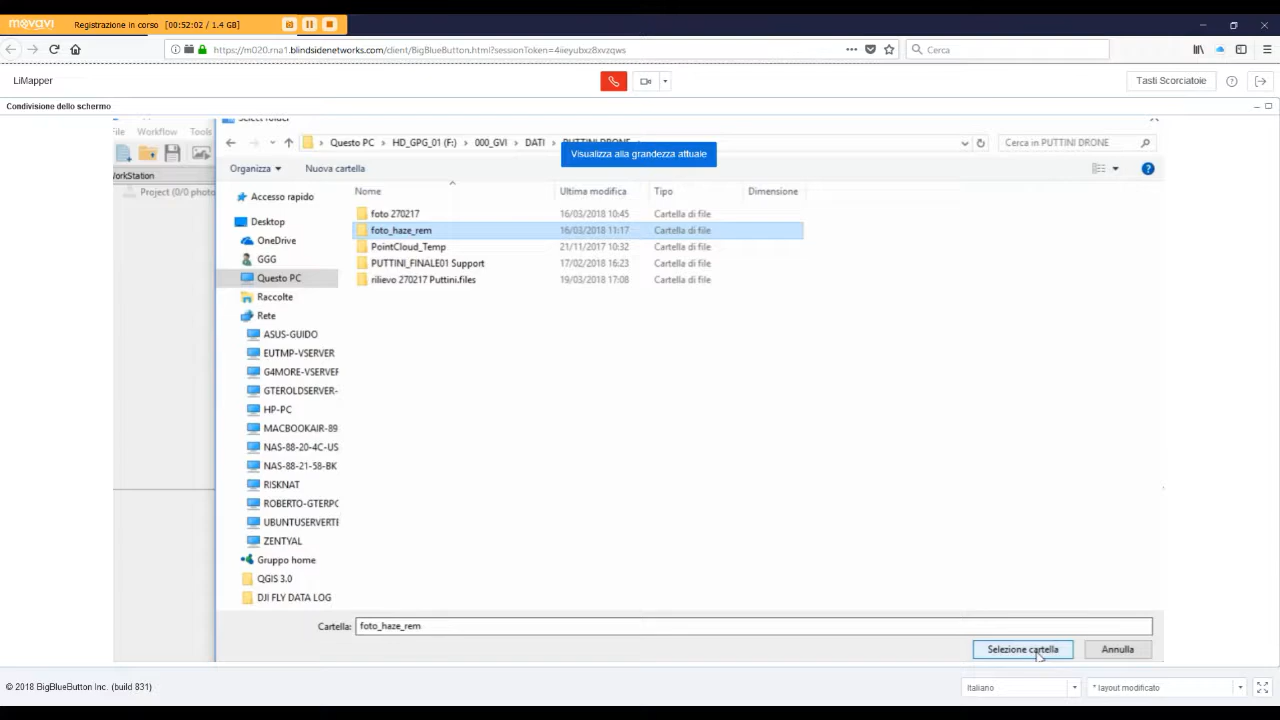 movavi Registrazione in corso [00:52:02 / 1.4 GB]
https://m020.rna1.blindsidenetworks.com/client/BigBlueButton.html?sessionToken=4iieyubxz8xvzqws
Cerca
LiMapper
Tasti Scorciatoie
Condivisione dello schermo
Select folder
File Workflow Tools
Questo PC > HD_GPG_01 (F:) > 000_GVI > DATI > PUTTINI DRONE
Cerca in PUTTINI DRONE
Visualizza alla grandezza attuale
Organizza
Nuova cartella
WorkStation
Project (0/0 photo
Nome Ultima modifica Tipo Dimensione
foto 270217 16/03/2018 10:45 Cartella di file
foto_haze_rem 16/03/2018 11:17 Cartella di file
PointCloud_Temp 21/11/2017 10:32 Cartella di file
PUTTINI_FINALE01 Support 17/02/2018 16:23 Cartella di file
rilievo 270217 Puttini.files 19/03/2018 17:08 Cartella di file
Accesso rapido
Desktop
OneDrive
GGG
Questo PC
Raccolte
Rete
ASUS-GUIDO
EUTMP-VSERVER
G4MORE-VSERVER
GTEROLDSERVER-
HP-PC
MACBOOKAIR-89
NAS-88-20-4C-US
NAS-88-21-58-BK
RISKNAT
ROBERTO-GTERPC
UBUNTUSERVERTE
ZENTYAL
Gruppo home
QGIS 3.0
DJI FLY DATA LOG
Cartella: foto_haze_rem
Selezione cartella
Annulla
© 2018 BigBlueButton Inc. (build 831)
Italiano
* layout modificato